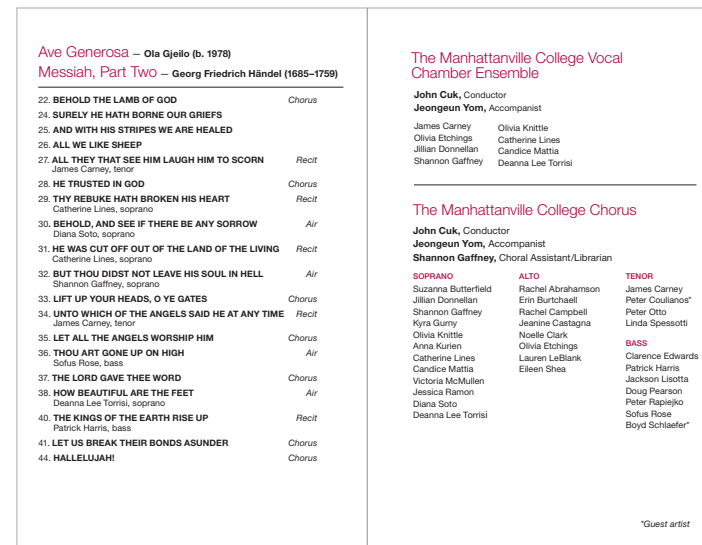 Ave Generosa — Ola Gjeilo (b. 1978)
Messiah, Part Two — Georg Friedrich Händel (1685–1759)
22. BEHOLD THE LAMB OF GOD Chorus
24. SURELY HE HATH BORNE OUR GRIEFS
25. AND WITH HIS STRIPES WE ARE HEALED
26. ALL WE LIKE SHEEP
27. ALL THEY THAT SEE HIM LAUGH HIM TO SCORN Recit
James Carney, tenor
28. HE TRUSTED IN GOD Chorus
29. THY REBUKE HATH BROKEN HIS HEART Recit
Catherine Lines, soprano
30. BEHOLD, AND SEE IF THERE BE ANY SORROW Air
Diana Soto, soprano
31. HE WAS CUT OFF OUT OF THE LAND OF THE LIVING Recit
Catherine Lines, soprano
32. BUT THOU DIDST NOT LEAVE HIS SOUL IN HELL Air
Shannon Gaffney, soprano
33. LIFT UP YOUR HEADS, O YE GATES Chorus
34. UNTO WHICH OF THE ANGELS SAID HE AT ANY TIME Recit
James Carney, tenor
35. LET ALL THE ANGELS WORSHIP HIM Chorus
36. THOU ART GONE UP ON HIGH Air
Sofus Rose, bass
37. THE LORD GAVE THEE WORD Chorus
38. HOW BEAUTIFUL ARE THE FEET Air
Deanna Lee Torrisi, soprano
40. THE KINGS OF THE EARTH RISE UP Recit
Patrick Harris, bass
41. LET US BREAK THEIR BONDS ASUNDER Chorus
44. HALLELUJAH! Chorus
The Manhattanville College Vocal
Chamber Ensemble
John Cuk, Conductor
Jeongeun Yom, Accompanist
James Carney
Olivia Etchings
Jillian Donnellan
Shannon Gaffney
Olivia Knittle
Catherine Lines
Candice Mattia
Deanna Lee Torrisi
The Manhattanville College Chorus
John Cuk, Conductor
Jeongeun Yom, Accompanist
Shannon Gaffney, Choral Assistant/Librarian
SOPRANO
Suzanna Butterfield
Jillian Donnellan
Shannon Gaffney
Kyra Gurny
Olivia Knittle
Anna Kurien
Catherine Lines
Candice Mattia
Victoria McMullen
Jessica Ramon
Diana Soto
Deanna Lee Torrisi
ALTO
Rachel Abrahamson
Erin Burtchaell
Rachel Campbell
Jeanine Castagna
Noelle Clark
Olivia Etchings
Lauren LeBlank
Eileen Shea
TENOR
James Carney
Peter Coulianos*
Peter Otto
Linda Spessotti
BASS
Clarence Edwards
Patrick Harris
Jackson Lisotta
Doug Pearson
Peter Rapiejko
Sofus Rose
Boyd Schlaefer*
*Guest artist